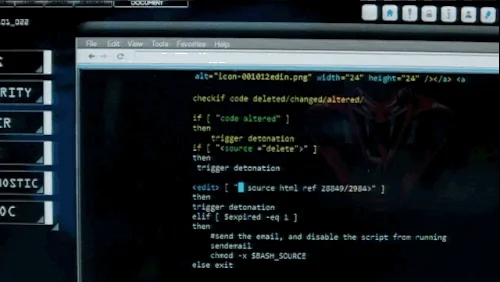 DOCUMENT
File Edit View Tools Favorites Help
alt="icon-001012edin.png" width="24" height="24" /></a> <a
checkif code deleted/changed/altered/
if [ "code altered" ]
then
trigger detonation
if [ "<source ="delete">" ]
then
trigger detonation
<edit> [ " source html ref 28849/2984>" ]
then
trigger detonation
elif [ $expired -eq 1 ]
then
#send the email, and disable the script from running
sendemail
chmod -x $BASH_SOURCE
else exit
RITY
ER
NOSTIC
OC